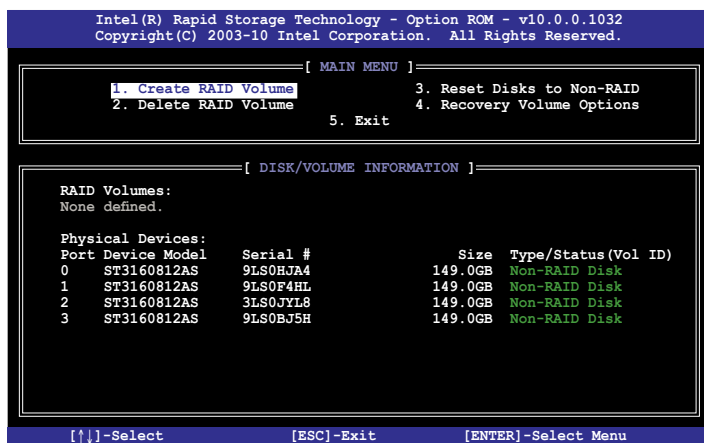 Intel(R) Rapid Storage Technology - Option ROM - v10.0.0.1032
Copyright(C) 2003-10 Intel Corporation. All Rights Reserved.
[ MAIN MENU ]
1. Create RAID Volume 3. Reset Disks to Non-RAID
2. Delete RAID Volume 4. Recovery Volume Options
5. Exit
[ DISK/VOLUME INFORMATION ]
RAID Volumes:
None defined.
Physical Devices:
Port Device Model Serial # Size Type/Status(Vol ID)
0 ST3160812AS 9LS0HJA4 149.0GB Non-RAID Disk
1 ST3160812AS 9LS0F4HL 149.0GB Non-RAID Disk
2 ST3160812AS 3LS0JYL8 149.0GB Non-RAID Disk
3 ST3160812AS 9LS0BJ5H 149.0GB Non-RAID Disk
[↑↓]-Select [ESC]-Exit [ENTER]-Select Menu